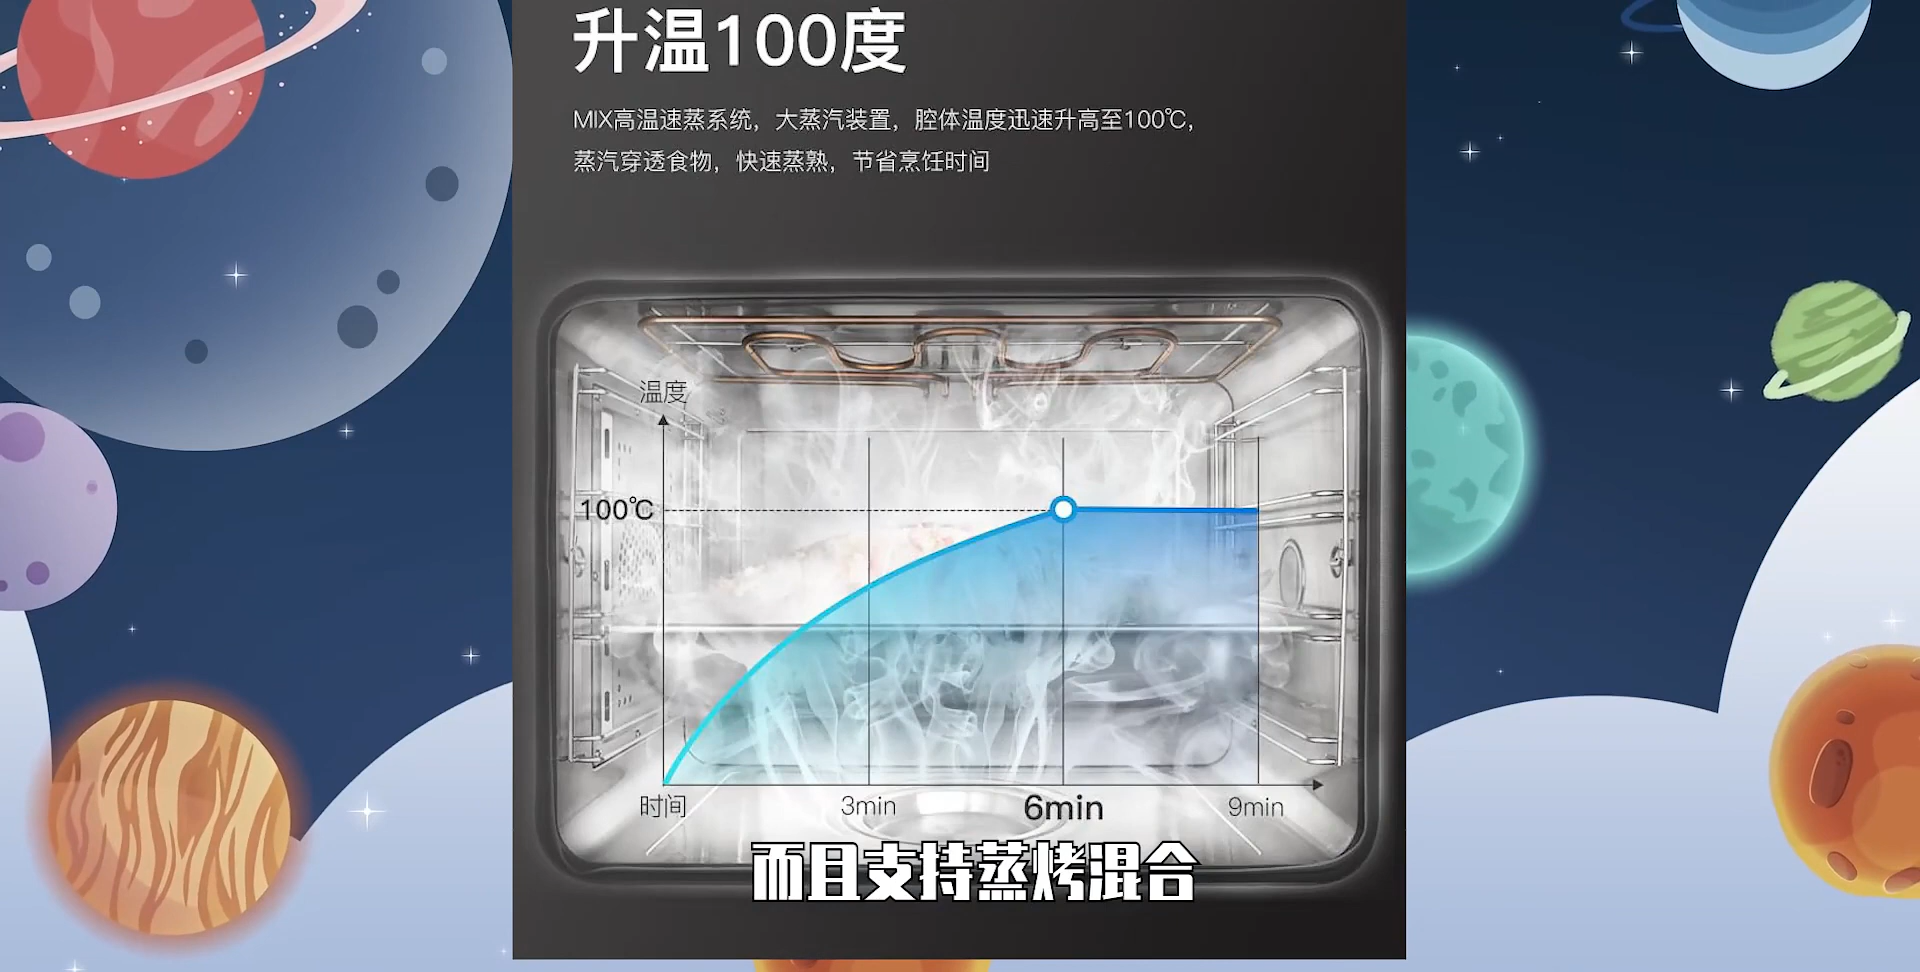 升温100度
MIX高温速蒸系统，大蒸汽装置，腔体温度迅速升高至100℃，
蒸汽穿透食物，快速蒸熟，节省烹饪时间
温度
100℃
时间
3min
6min
9min
而且支持蒸烤混合